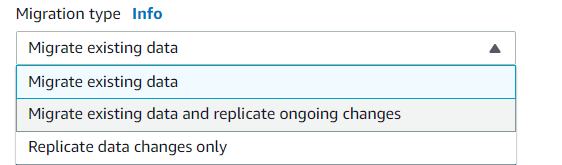 Migration type Info
Migrate existing data
Migrate existing data
Migrate existing data and replicate ongoing changes
Replicate data changes only